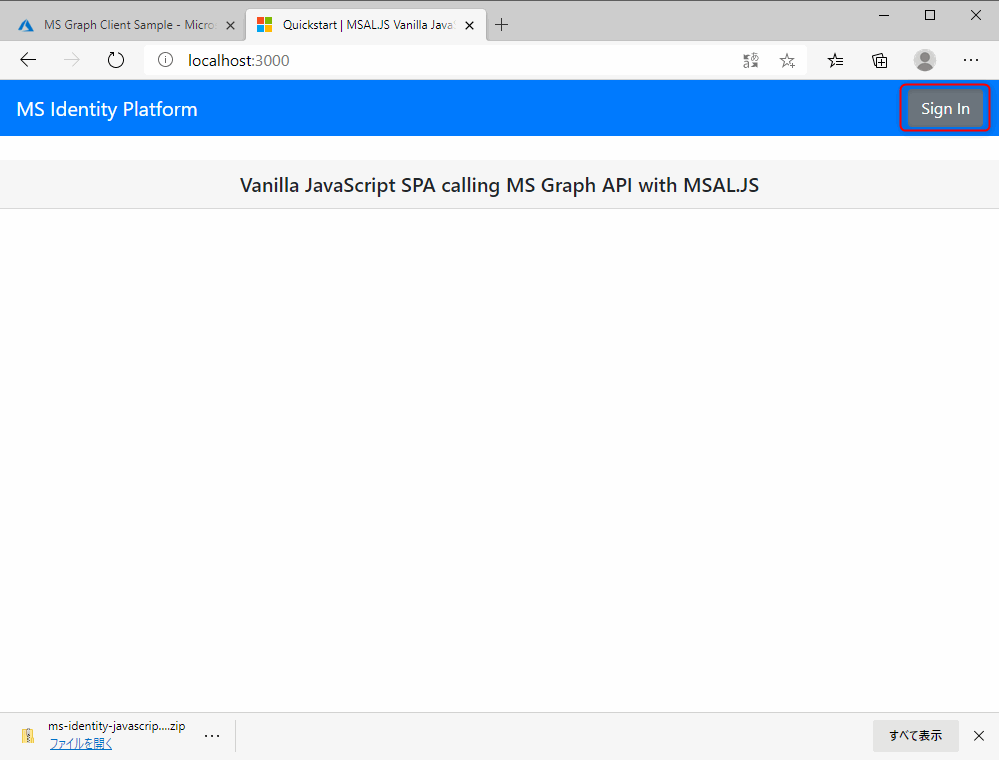 MS Graph Client Sample - Micro
Quickstart | MSAL.JS Vanilla Java
localhost:3000
MS Identity Platform
Sign In
Vanilla JavaScript SPA calling MS Graph API with MSAL.JS
ms-identity-javascrip....zip
ファイルを開く
すべて表示